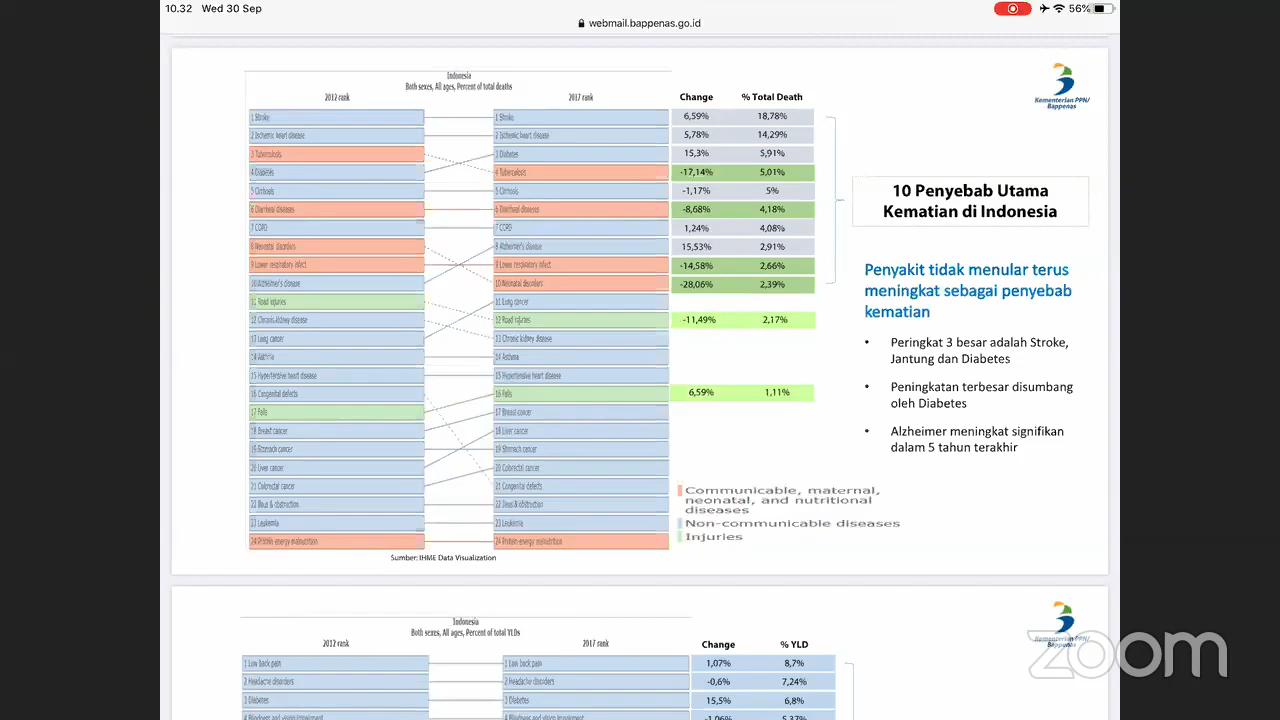 10.32 Wed 30 Sep
56%
webmail.bappenas.go.id
Indonesia
Both sexes, All ages, Percent of total deaths
2012 rank
2017 rank
Change
% Total Death
Kementerian PPN/
Bappenas
1 Stroke
1 Stroke
6,59%
18,78%
2 Ischemic heart disease
2 Ischemic heart disease
5,78%
14,29%
3 Tuberculosis
3 Diabetes
15,3%
5,91%
4 Diabetes
4 Tuberculosis
-17,14%
5,01%
5 Cirrhosis
5 Cirrhosis
-1,17%
5%
6 Diarrheal diseases
6 Diarrheal diseases
-8,68%
4,18%
7 COPD
7 COPD
1,24%
4,08%
8 Neonatal disorders
8 Alzheimer's disease
15,53%
2,91%
9 Lower respiratory infect
9 Lower respiratory infect
-14,58%
2,66%
10 Alzheimer's disease
10 Neonatal disorders
-28,06%
2,39%
11 Road injuries
11 Lung cancer
12 Chronic kidney disease
12 Road injuries
-11,49%
2,17%
13 Lung cancer
13 Chronic kidney disease
14 Asthma
14 Asthma
15 Hypertensive heart disease
15 Hypertensive heart disease
16 Congenital defects
16 Falls
6,59%
1,11%
17 Falls
17 Breast cancer
18 Breast cancer
18 Liver cancer
19 Stomach cancer
19 Stomach cancer
20 Liver cancer
20 Colorectal cancer
21 Colorectal cancer
21 Congenital defects
22 Ileus & obstruction
22 Ileus & obstruction
23 Leukemia
23 Leukemia
24 Protein-energy malnutrition
24 Protein-energy malnutrition
Sumber: IHME Data Visualization
10 Penyebab Utama
Kematian di Indonesia
Penyakit tidak menular terus
meningkat sebagai penyebab
kematian
• Peringkat 3 besar adalah Stroke,
Jantung dan Diabetes
• Peningkatan terbesar disumbang
oleh Diabetes
• Alzheimer meningkat signifikan
dalam 5 tahun terakhir
Communicable, maternal,
neonatal, and nutritional
diseases
Non-communicable diseases
Injuries
Indonesia
Both sexes, All ages, Percent of total YLDs
2012 rank
2017 rank
Change
% YLD
Kementerian PPN/
Bappenas
1 Low back pain
1 Low back pain
1,07%
8,7%
2 Headache disorders
2 Headache disorders
-0,6%
7,24%
3 Diabetes
3 Diabetes
15,5%
6,8%
4 Blindness and vision impairment
4 Blindness and vision impairment
-1,06%
5,37%
zoom